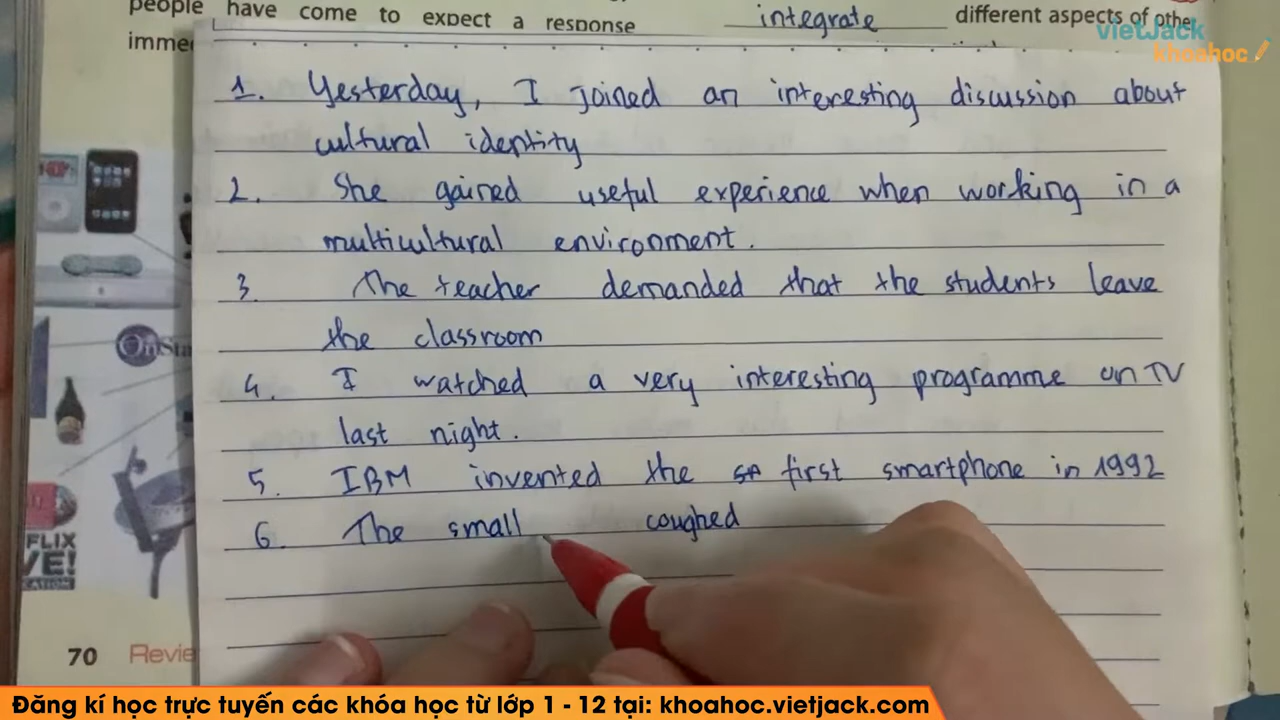 people have come to expect a response
integrate different aspects of other
vietJack
khoahoc
1. Yesterday, I joined an interesting discussion about
cultural identity
2. She gained useful experience when working in a
multicultural environment.
3. The teacher demanded that the students leave
the classroom
4. I watched a very interesting programme on TV
last night.
5. IBM invented the first smartphone in 1992
6. The small coughed
70 Revie
Đăng kí học trực tuyến các khóa học từ lớp 1 - 12 tại: khoahoc.vietjack.com